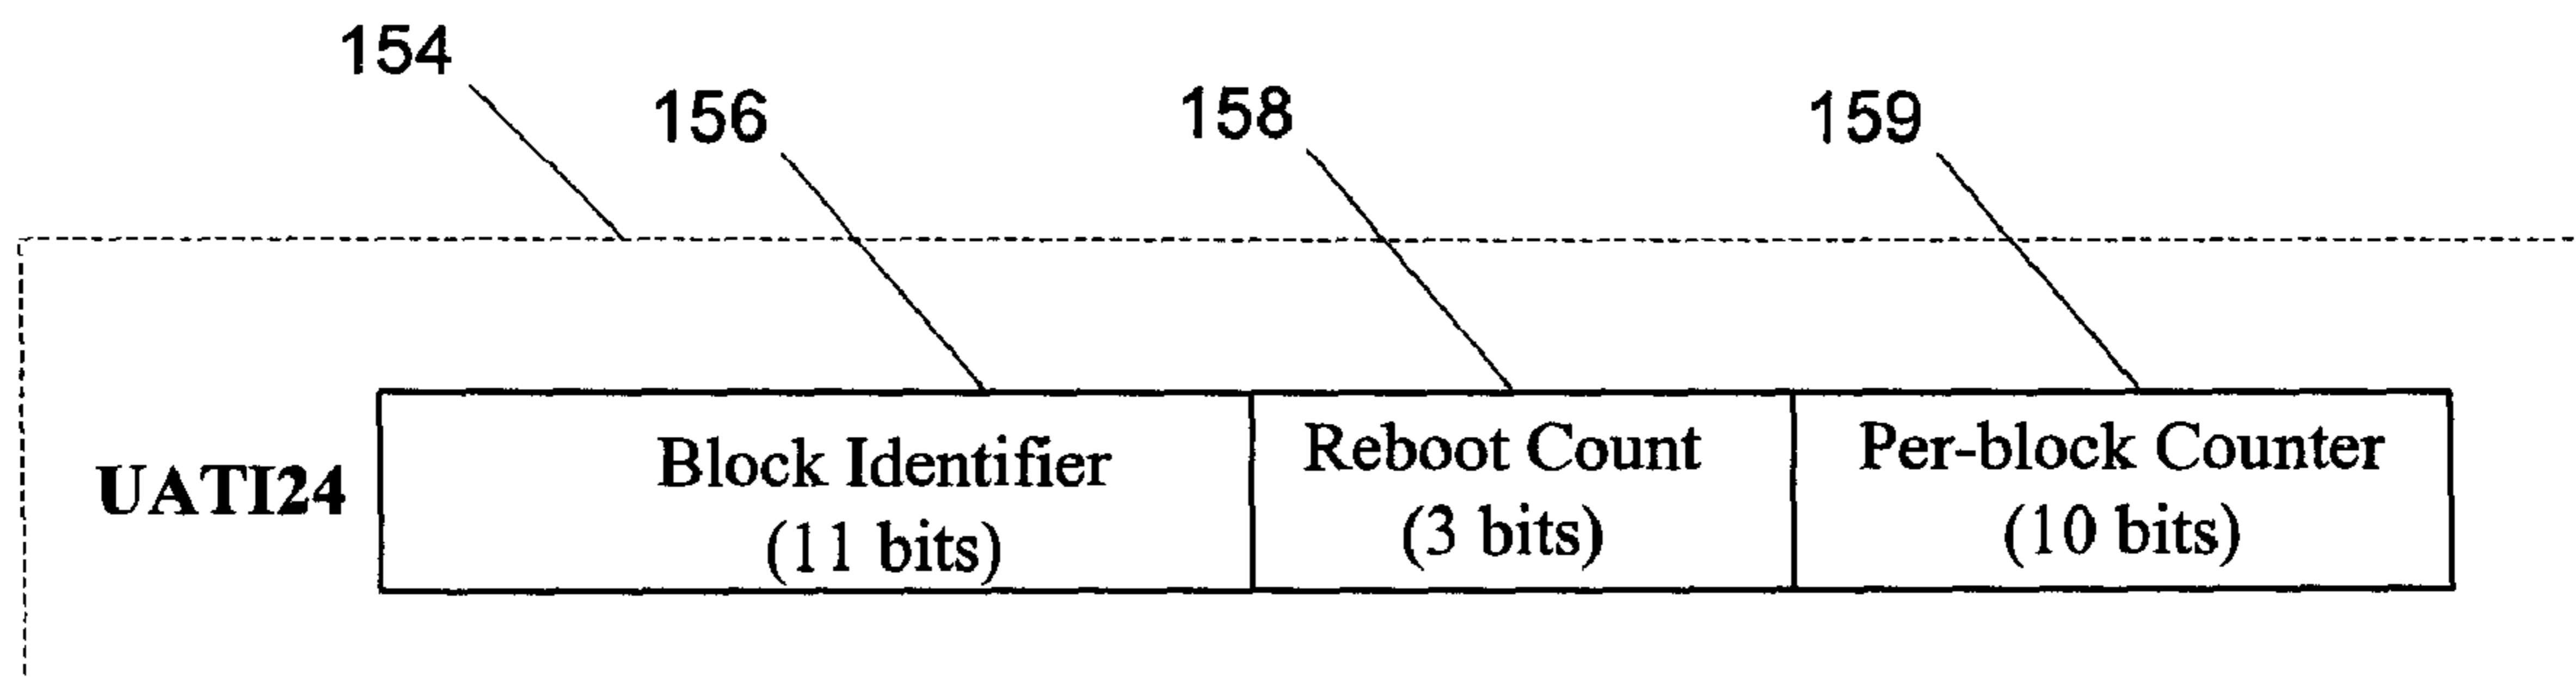 154
156
158
159
UATI24
Block Identifier
(11 bits)
Reboot Count
(3 bits)
Per-block Counter
(10 bits)